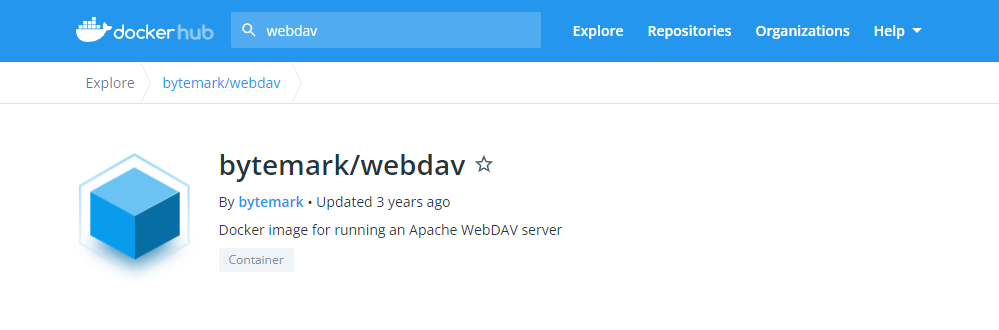 dockerhub webdav Explore Repositories Organizations Help
Explore bytemark/webdav
bytemark/webdav
By bytemark • Updated 3 years ago
Docker image for running an Apache WebDAV server
Container